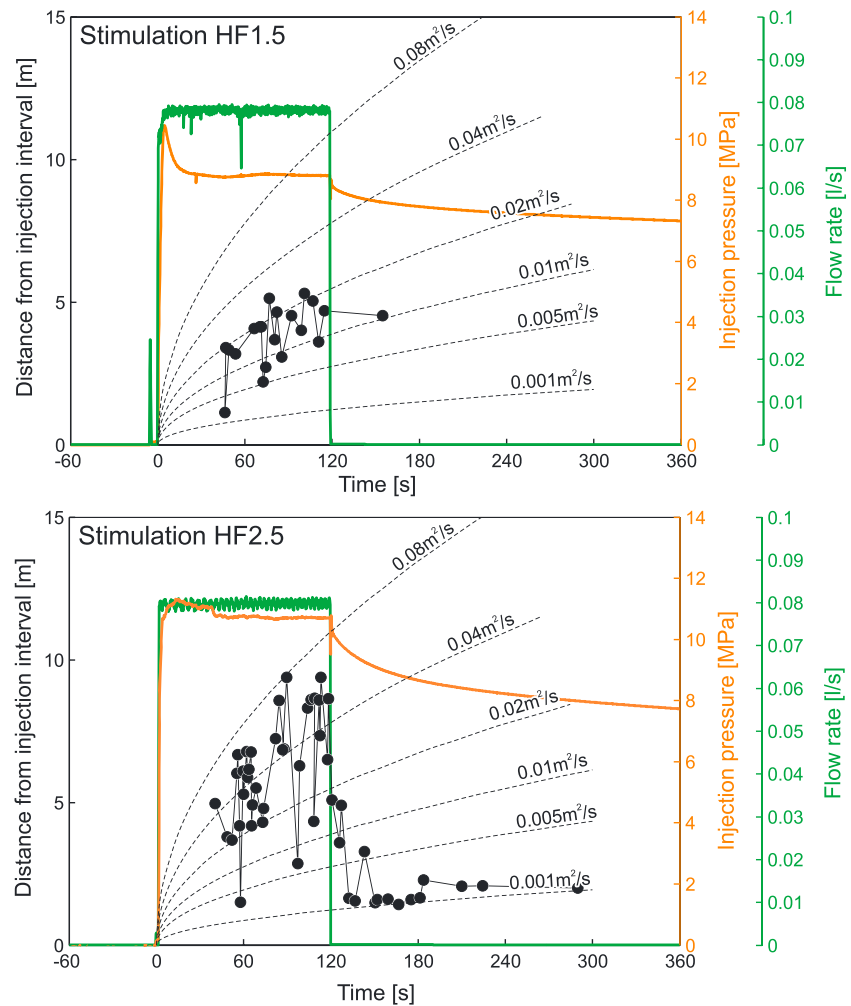 Stimulation HF1.5
Distance from injection interval [m]
15
10
5
0
0.08m²/s
0.04m²/s
0.02m²/s
0.01m²/s
0.005m²/s
0.001m²/s
14
12
10
8
6
4
2
0
Injection pressure [MPa]
0.1
0.09
0.08
0.07
0.06
0.05
0.04
0.03
0.02
0.01
0
Flow rate [l/s]
-60 0 60 120 180 240 300 360
Time [s]
Stimulation HF2.5
Distance from injection interval [m]
15
10
5
0
0.08m²/s
0.04m²/s
0.02m²/s
0.01m²/s
0.005m²/s
0.001m²/s
14
12
10
8
6
4
2
0
Injection pressure [MPa]
0.1
0.09
0.08
0.07
0.06
0.05
0.04
0.03
0.02
0.01
0
Flow rate [l/s]
-60 0 60 120 180 240 300 360
Time [s]